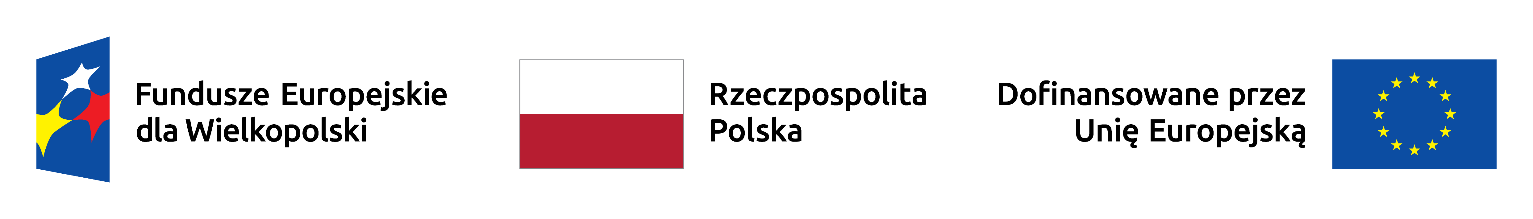 Fundusze Europejskie
dla Wielkopolski
Rzeczpospolita
Polska
Dofinansowane przez
Unię Europejską